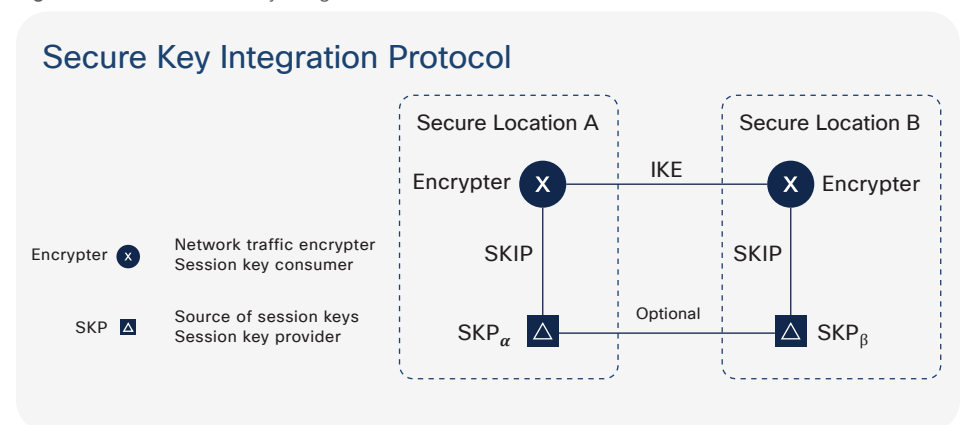 Secure Key Integration Protocol
Secure Location A
Secure Location B
Encrypter X
IKE
X Encrypter
SKIP
SKIP
Encrypter X
Network traffic encrypter
Session key consumer
SKP
Source of session keys
Session key provider
SKPα
Optional
SKPβ